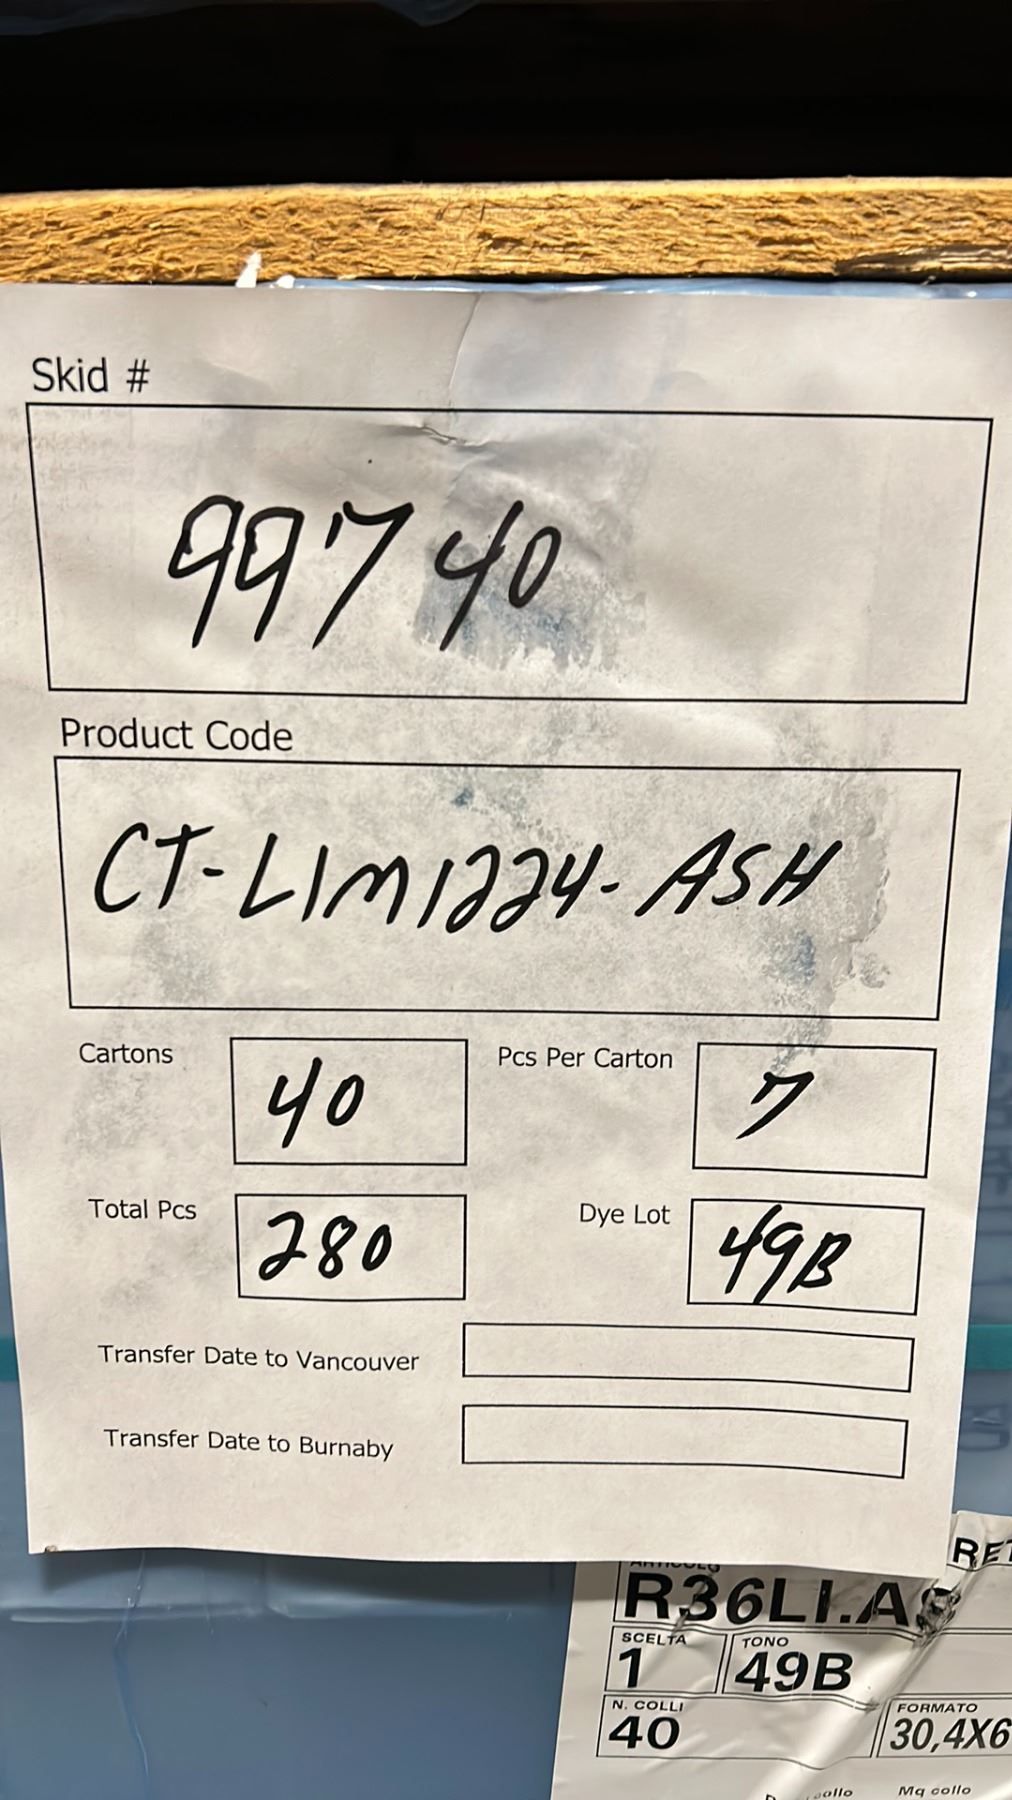 Skid #
99740
Product Code
CT-LIM1224-ASH
Cartons 40 Pcs Per Carton 7
Total Pcs 280 Dye Lot 49B
Transfer Date to Vancouver
Transfer Date to Burnaby
ARTICOLO
R36LI.A
SCELTA TONO
1 49B
N. COLLI FORMATO
40 30,4X6
Mq collo